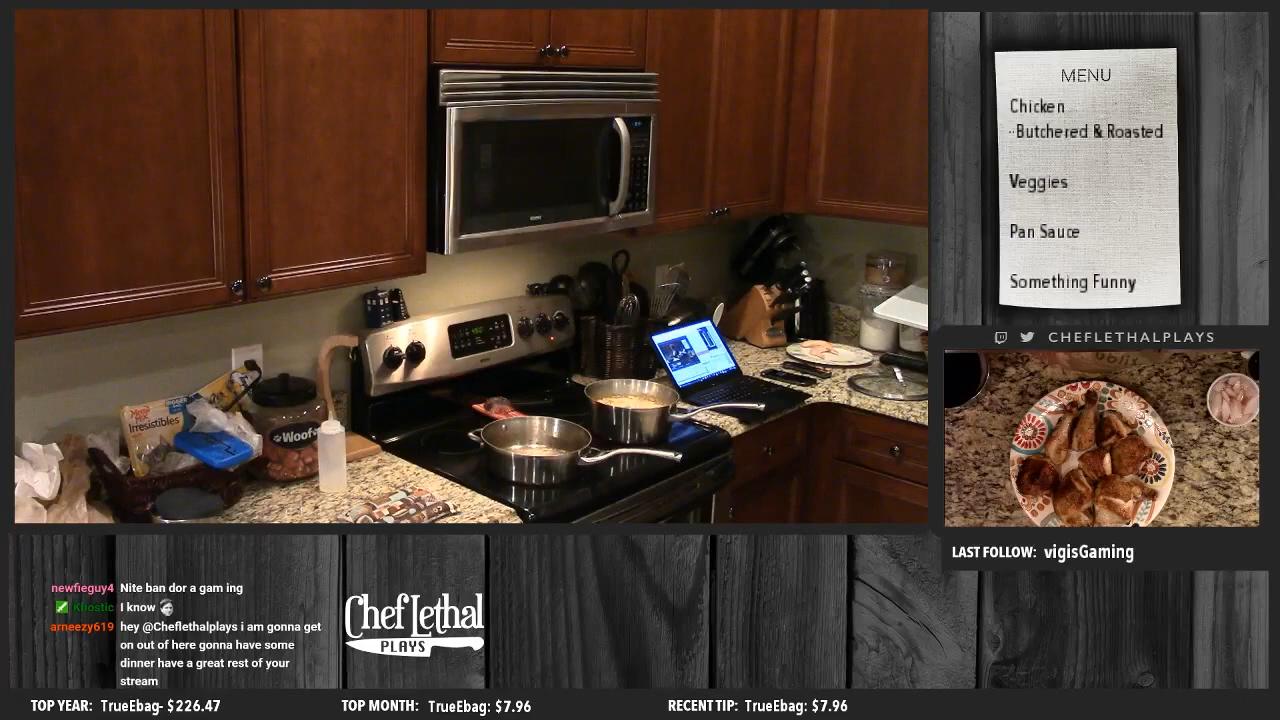 MENU
Chicken
-Butchered & Roasted
Veggies
Pan Sauce
Something Funny
CHEFLETHALPLAYS
Irresistibles
Woof
LAST FOLLOW: vigisGaming
newfieguy4 Nite ban dor a gam ing
Khostic I know
arneezy619 hey @Cheflethalplays i am gonna get
on out of here gonna have some
dinner have a great rest of your
stream
Chef Lethal
PLAYS
TOP YEAR: TrueEbag- $226.47
TOP MONTH: TrueEbag: $7.96
RECENT TIP: TrueEbag: $7.96